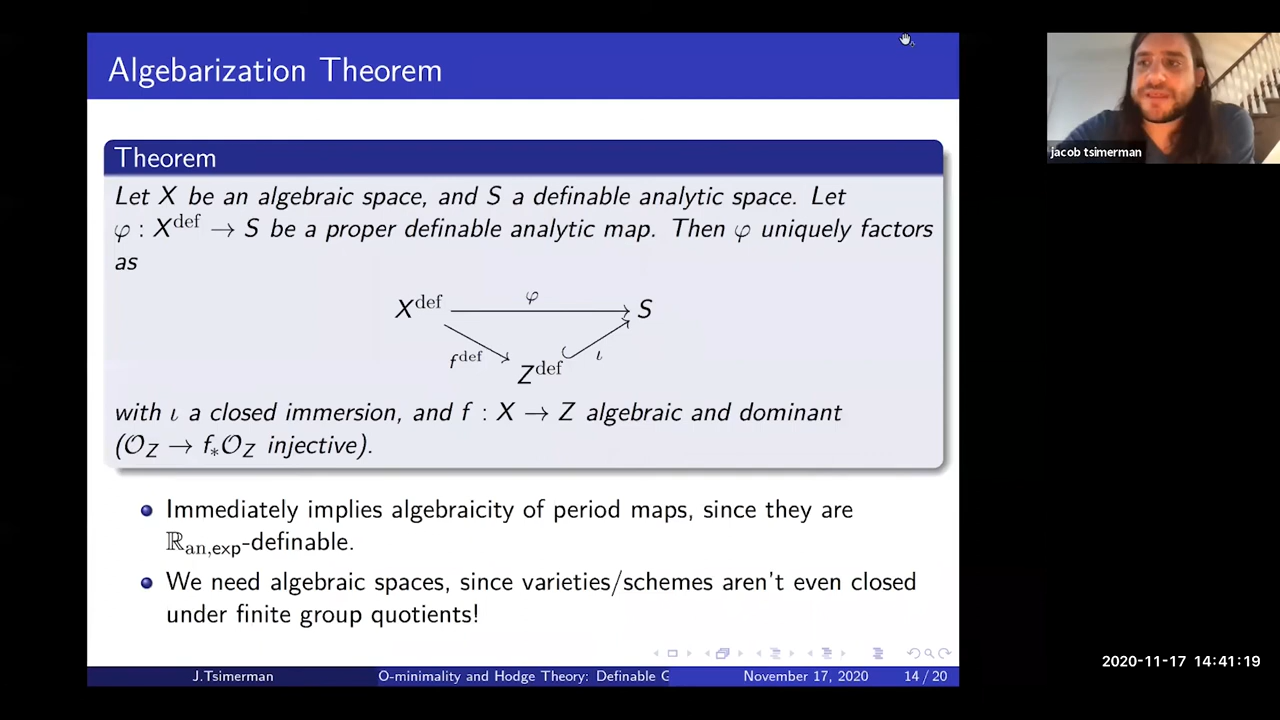 Algebarization Theorem
jacob tsimerman
Theorem
Let X be an algebraic space, and S a definable analytic space. Let
φ : X^def → S be a proper definable analytic map. Then φ uniquely factors
as
X^def φ S
f^def Z^def ι
with ι a closed immersion, and f : X → Z algebraic and dominant
(𝒪_Z → f_*𝒪_Z injective).
Immediately implies algebraicity of period maps, since they are
ℝ_an,exp-definable.
We need algebraic spaces, since varieties/schemes aren't even closed
under finite group quotients!
2020-11-17 14:41:19
J.Tsimerman O-minimality and Hodge Theory: Definable G November 17, 2020 14 / 20